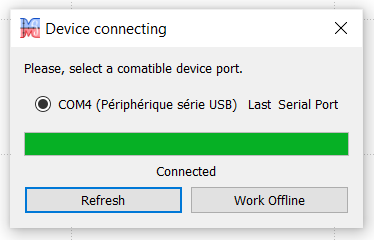 Device connecting
Please, select a comatible device port.
COM4 (Périphérique série USB) Last Serial Port
Connected
Refresh Work Offline